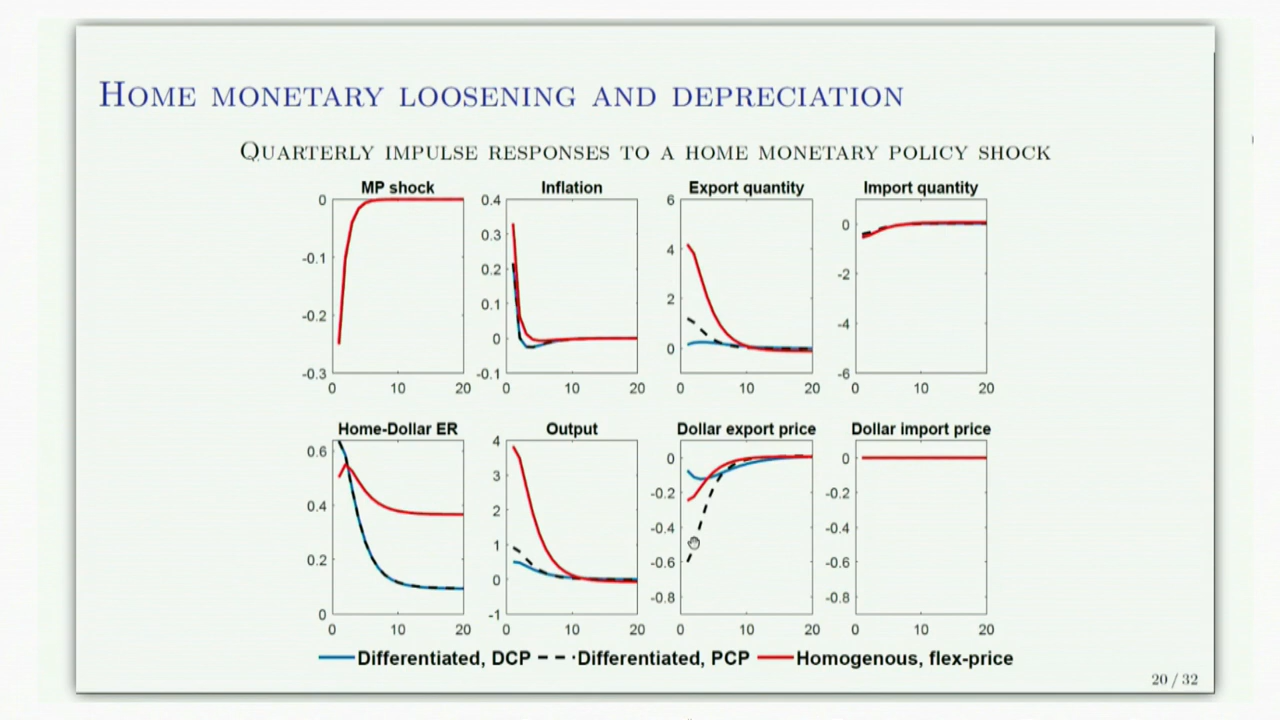 Home monetary loosening and depreciation
Quarterly impulse responses to a home monetary policy shock
MP shock Inflation Export quantity Import quantity
0 0.4 6 0
-0.1 0.3 4 -2
-0.2 0.2 2 -4
-0.3 0.1 0 -6
0 -0.1
0 10 20 0 10 20 0 10 20 0 10 20
Home-Dollar ER Output Dollar export price Dollar import price
0.6 4 0 0
0.4 3 -0.2 -0.2
0.2 2 -0.4 -0.4
0 1 -0.6 -0.6
0 -0.8 -0.8
-1
0 10 20 0 10 20 0 10 20 0 10 20
Differentiated, DCP Differentiated, PCP Homogenous, flex-price
20 / 32